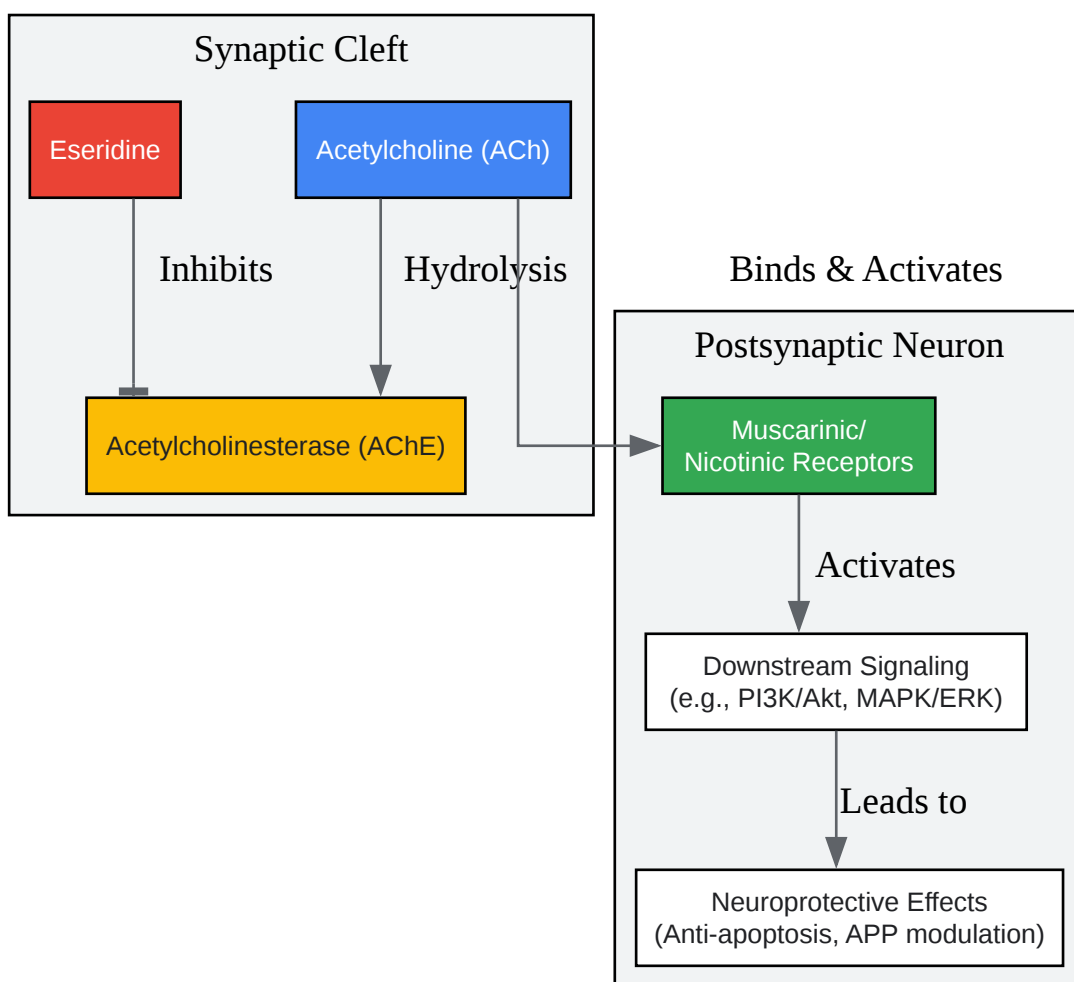 Synaptic Cleft
Eseridine
Acetylcholine (ACh)
Inhibits
Hydrolysis
Acetylcholinesterase (AChE)
Binds & Activates
Postsynaptic Neuron
Muscarinic/
Nicotinic Receptors
Activates
Downstream Signaling
(e.g., PI3K/Akt, MAPK/ERK)
Leads to
Neuroprotective Effects
(Anti-apoptosis, APP modulation)